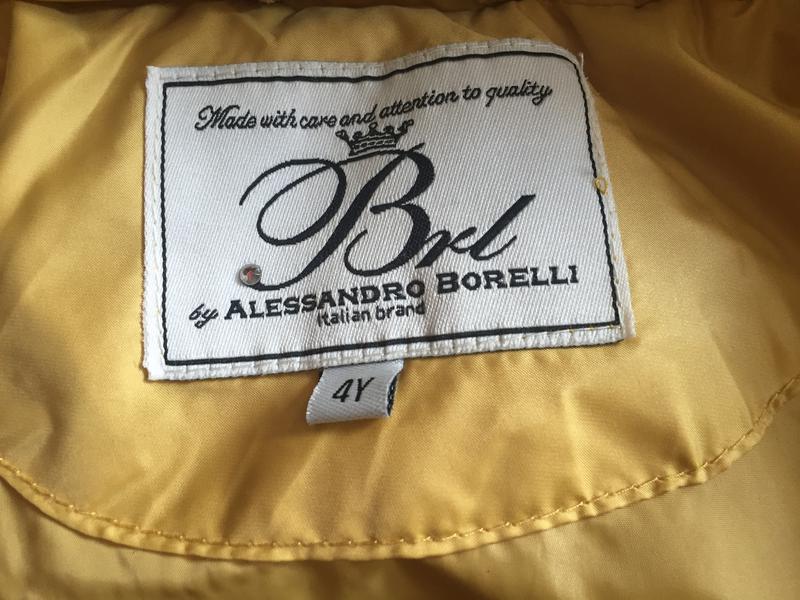 Made with care and attention to quality
Brl
by ALESSANDRO BORELLI
italian brand
4Y